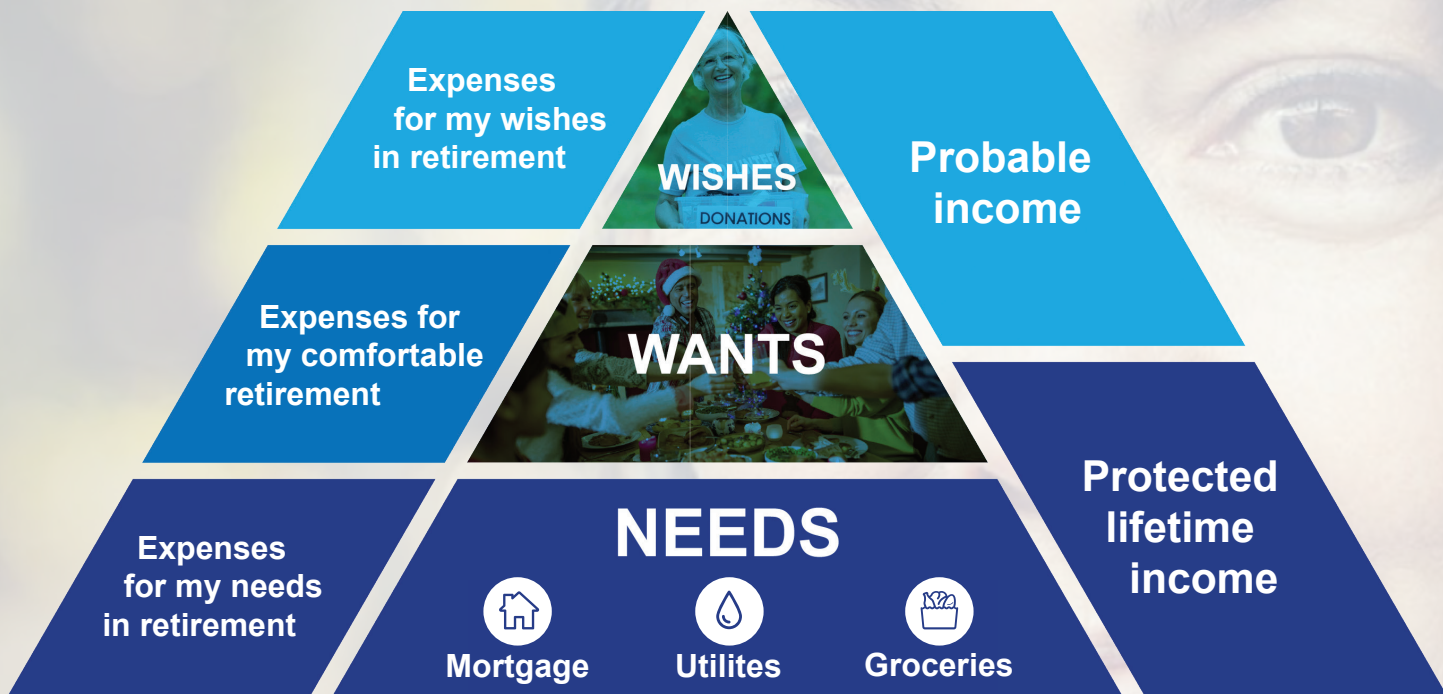 Expenses
for my wishes
in retirement
WISHES
DONATIONS
Probable
income
Expenses for
my comfortable
retirement
WANTS
Expenses
for my needs
in retirement
NEEDS
Mortgage
Utilites
Groceries
Protected
lifetime
income